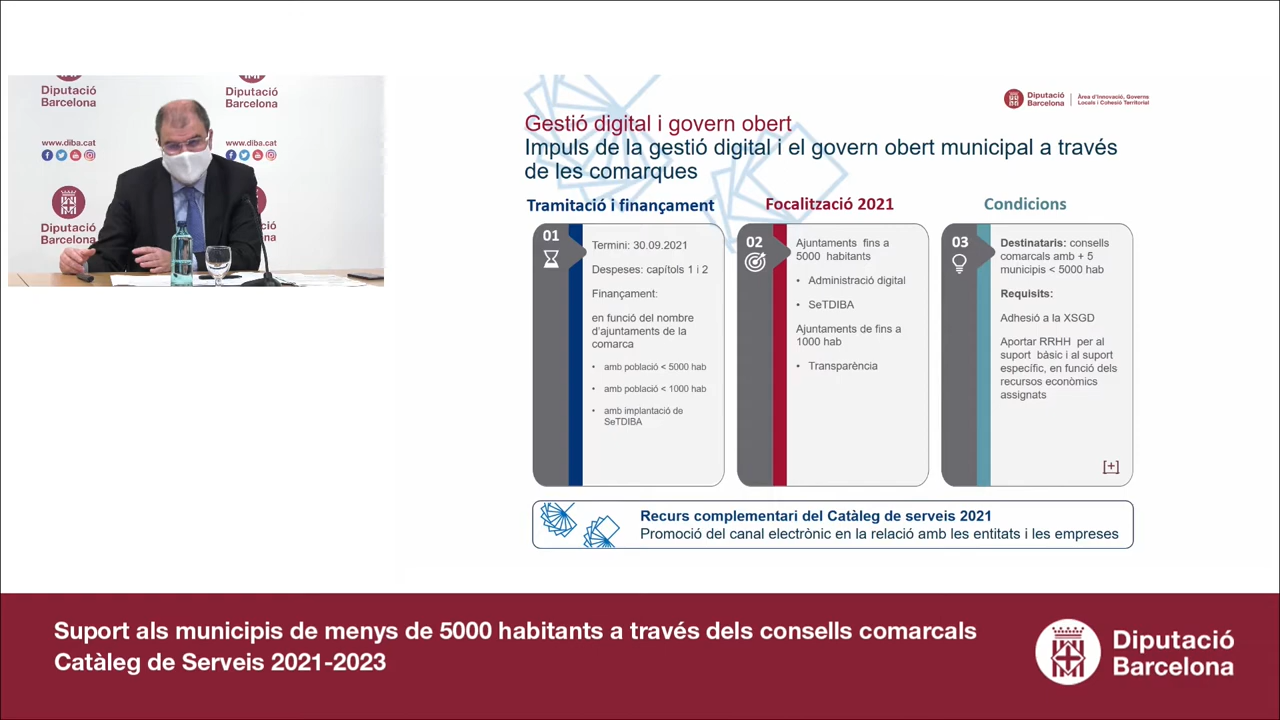 Diputació
Barcelona
Diputació
Barcelona
www.diba.cat
www.diba.cat
Diputació
Barcelona
Diputació
Barcelona
Diputació
Barcelona
Àrea d'Innovació, Governs
Locals i Cohesió Territorial
Gestió digital i govern obert
Impuls de la gestió digital i el govern obert municipal a través
de les comarques
Tramitació i finançament
01
Termini: 30.09.2021
Despeses: capítols 1 i 2
Finançament:
en funció del nombre
d'ajuntaments de la
comarca
• amb població < 5000 hab
• amb població < 1000 hab
• amb implantació de
SeTDIBA
Focalització 2021
02
Ajuntaments fins a
5000 habitants
• Administració digital
• SeTDIBA
Ajuntaments de fins a
1000 hab
• Transparència
Condicions
03
Destinataris: consells
comarcals amb + 5
municipis < 5000 hab
Requisits:
Adhesió a la XSGD
Aportar RRHH per al
suport bàsic i al suport
específic, en funció dels
recursos econòmics
assignats
[+]
Recurs complementari del Catàleg de serveis 2021
Promoció del canal electrònic en la relació amb les entitats i les empreses
Suport als municipis de menys de 5000 habitants a través dels consells comarcals
Catàleg de Serveis 2021-2023
Diputació
Barcelona